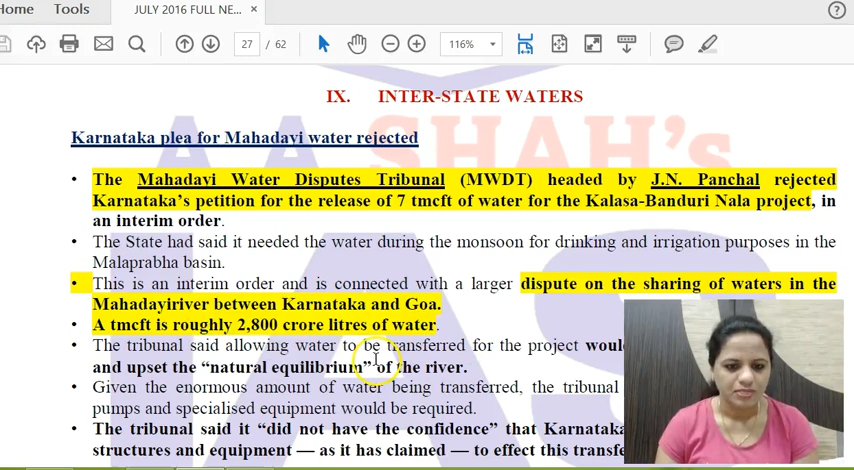 Home Tools JULY 2016 FULL NE... ×
27 / 62 116%
AA SHAH's
IAS
IX. INTER-STATE WATERS
Karnataka plea for Mahadavi water rejected
• The Mahadavi Water Disputes Tribunal (MWDT) headed by J.N. Panchal rejected
Karnataka's petition for the release of 7 tmcft of water for the Kalasa-Banduri Nala project, in
an interim order.
• The State had said it needed the water during the monsoon for drinking and irrigation purposes in the
Malaprabha basin.
• This is an interim order and is connected with a larger dispute on the sharing of waters in the
Mahadayiriver between Karnataka and Goa.
• A tmcft is roughly 2,800 crore litres of water.
• The tribunal said allowing water to be transferred for the project
and upset the “natural equilibrium” of the river.
• Given the enormous amount of water being transferred, the tribunal
pumps and specialised equipment would be required.
• The tribunal said it “did not have the confidence” that
structures and equipment — as it has claimed — to effect this